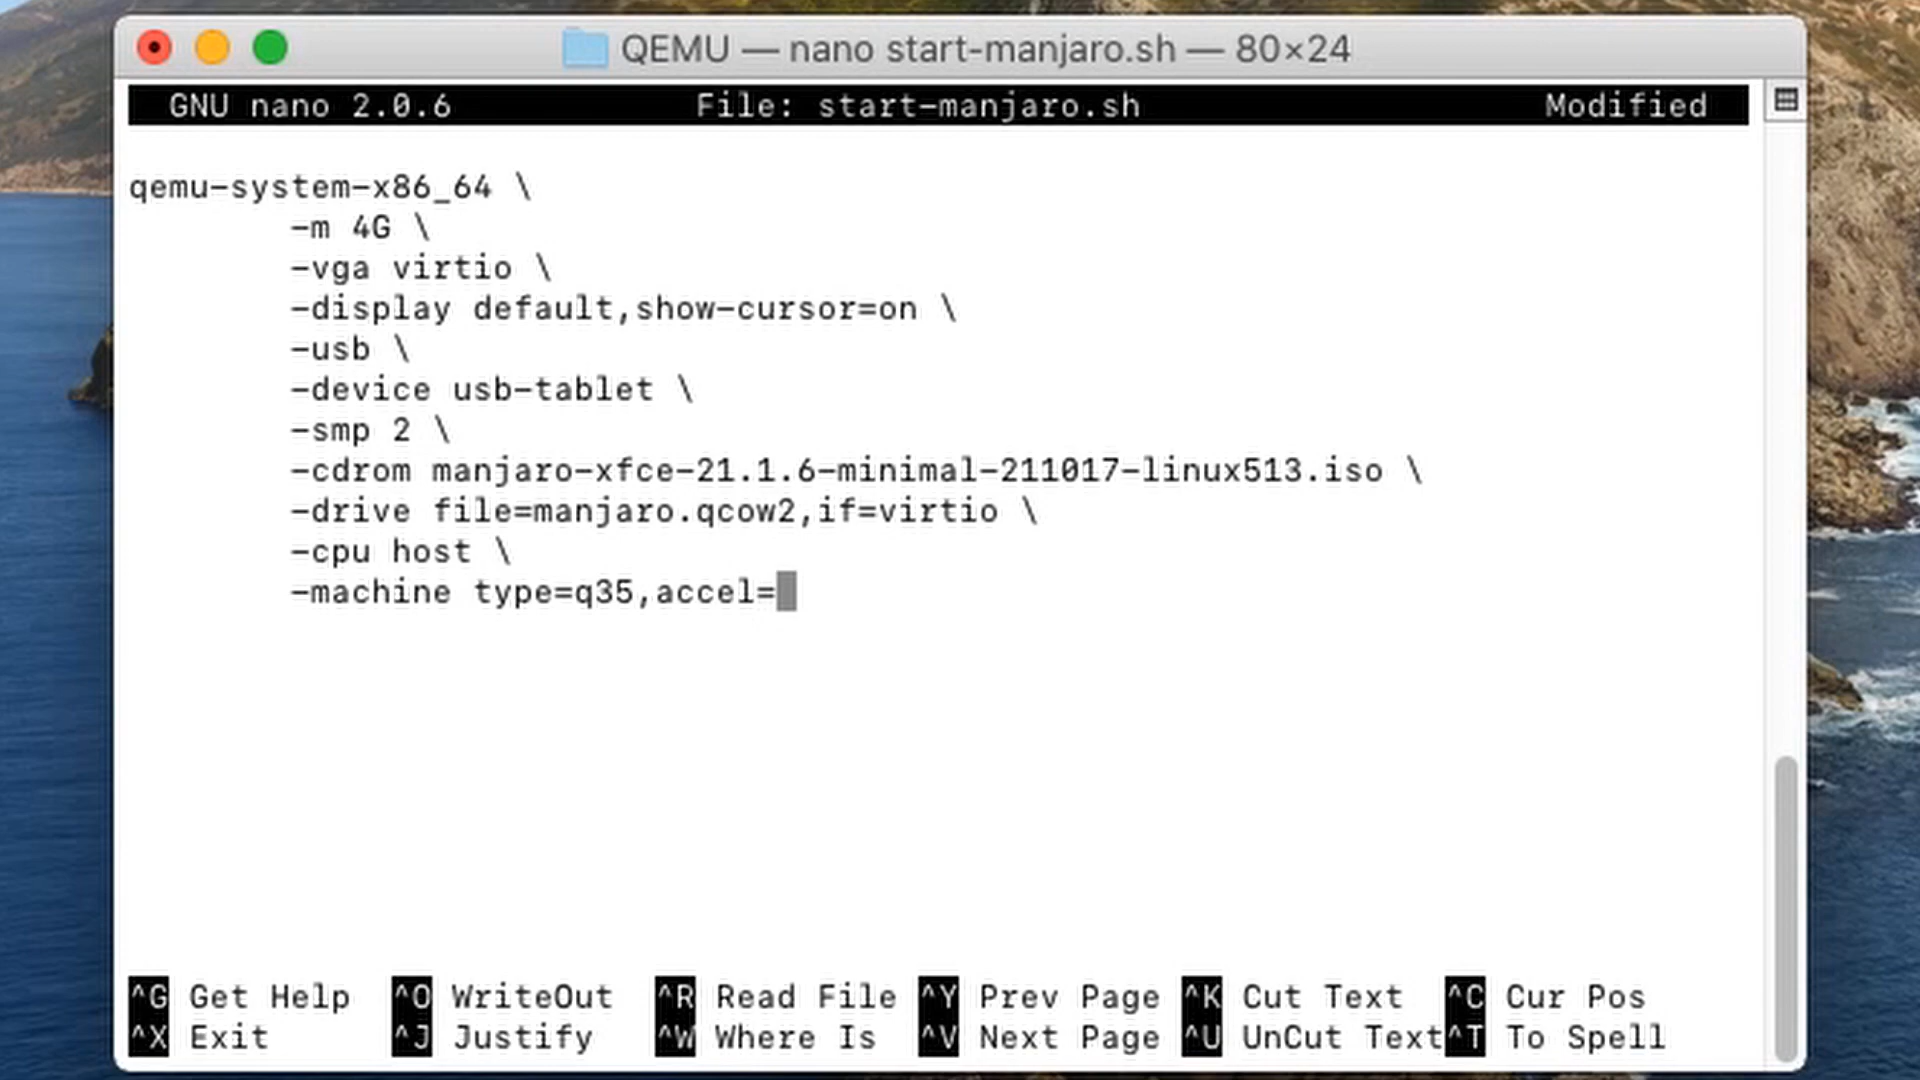 QEMU — nano start-manjaro.sh — 80×24
GNU nano 2.0.6 File: start-manjaro.sh Modified
qemu-system-x86_64 \
-m 4G \
-vga virtio \
-display default,show-cursor=on \
-usb \
-device usb-tablet \
-smp 2 \
-cdrom manjaro-xfce-21.1.6-minimal-211017-linux513.iso \
-drive file=manjaro.qcow2,if=virtio \
-cpu host \
-machine type=q35,accel=
^G Get Help ^O WriteOut ^R Read File ^Y Prev Page ^K Cut Text ^C Cur Pos
^X Exit ^J Justify ^W Where Is ^V Next Page ^U UnCut Text ^T To Spell